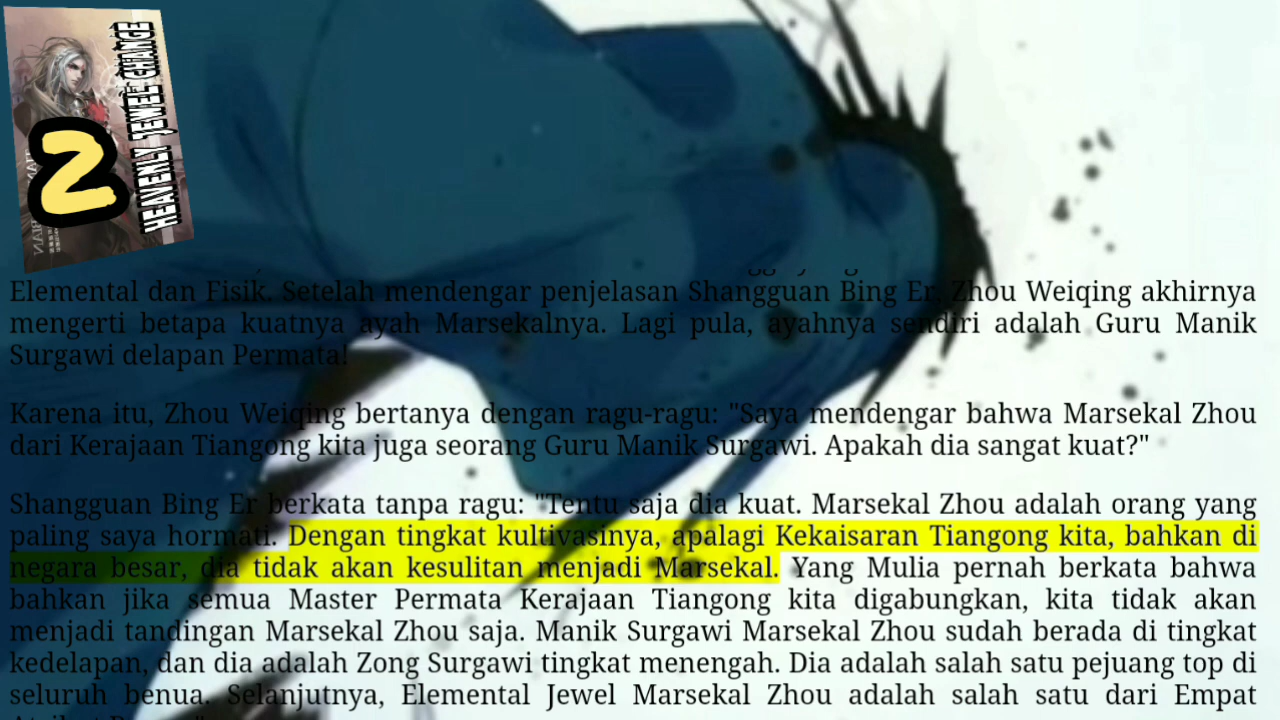 HEAVENLY JEWEL CHANGE
2
Elemental dan Fisik. Setelah mendengar penjelasan Shangguan Bing Er, Zhou Weiqing akhirnya
mengerti betapa kuatnya ayah Marsekalnya. Lagi pula, ayahnya sendiri adalah Guru Manik
Surgawi delapan Permata!
Karena itu, Zhou Weiqing bertanya dengan ragu-ragu: "Saya mendengar bahwa Marsekal Zhou
dari Kerajaan Tiangong kita juga seorang Guru Manik Surgawi. Apakah dia sangat kuat?"
Shangguan Bing Er berkata tanpa ragu: "Tentu saja dia kuat. Marsekal Zhou adalah orang yang
paling saya hormati. Dengan tingkat kultivasinya, apalagi Kekaisaran Tiangong kita, bahkan di
negara besar, dia tidak akan kesulitan menjadi Marsekal. Yang Mulia pernah berkata bahwa
bahkan jika semua Master Permata Kerajaan Tiangong kita digabungkan, kita tidak akan
menjadi tandingan Marsekal Zhou saja. Manik Surgawi Marsekal Zhou sudah berada di tingkat
kedelapan, dan dia adalah Zong Surgawi tingkat menengah. Dia adalah salah satu pejuang top di
seluruh benua. Selanjutnya, Elemental Jewel Marsekal Zhou adalah salah satu dari Empat